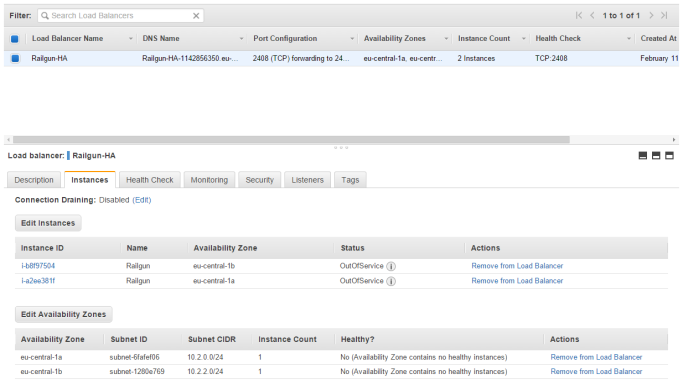 Filter: Search Load Balancers 1 to 1 of 1
Load Balancer Name DNS Name Port Configuration Availability Zones Instance Count Health Check Created At
Railgun-HA Railgun-HA-1142856350.eu-... 2408 (TCP) forwarding to 24... eu-central-1a, eu-centr... 2 Instances TCP:2408 February 11
Load balancer: Railgun-HA
Description Instances Health Check Monitoring Security Listeners Tags
Connection Draining: Disabled (Edit)
Edit Instances
Instance ID Name Availability Zone Status Actions
i-b8f97504 Railgun eu-central-1b OutOfService i Remove from Load Balancer
i-a2ee381f Railgun eu-central-1a OutOfService i Remove from Load Balancer
Edit Availability Zones
Availability Zone Subnet ID Subnet CIDR Instance Count Healthy? Actions
eu-central-1a subnet-6fafef06 10.2.0.0/24 1 No (Availability Zone contains no healthy instances) Remove from Load Balancer
eu-central-1b subnet-1280e769 10.2.2.0/24 1 No (Availability Zone contains no healthy instances) Remove from Load Balancer